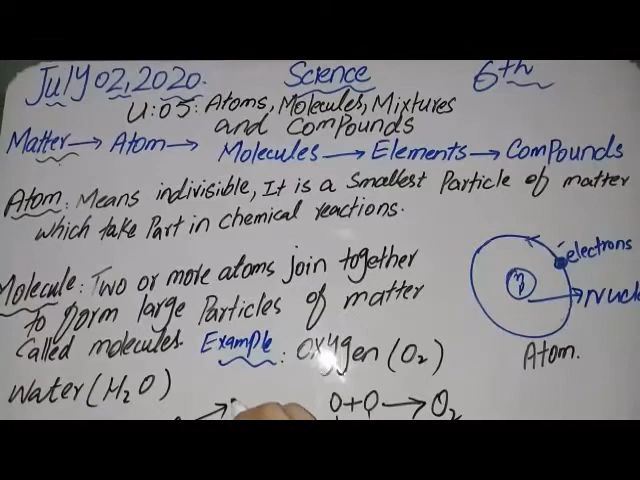 July 02, 2020. Science 6th
U:05: Atoms, Molecules, Mixtures
and Compounds
Matter → Atom → Molecules → Elements → Compounds
Atom: Means indivisible, It is a Smallest Particle of matter
which take Part in chemical reactions.
Molecule: Two or more atoms join together
to form large Particles of matter
called molecules. Example: Oxygen (O₂)
Water (H₂O)
O+O → O₂
electrons
η
→ Nucle
Atom.